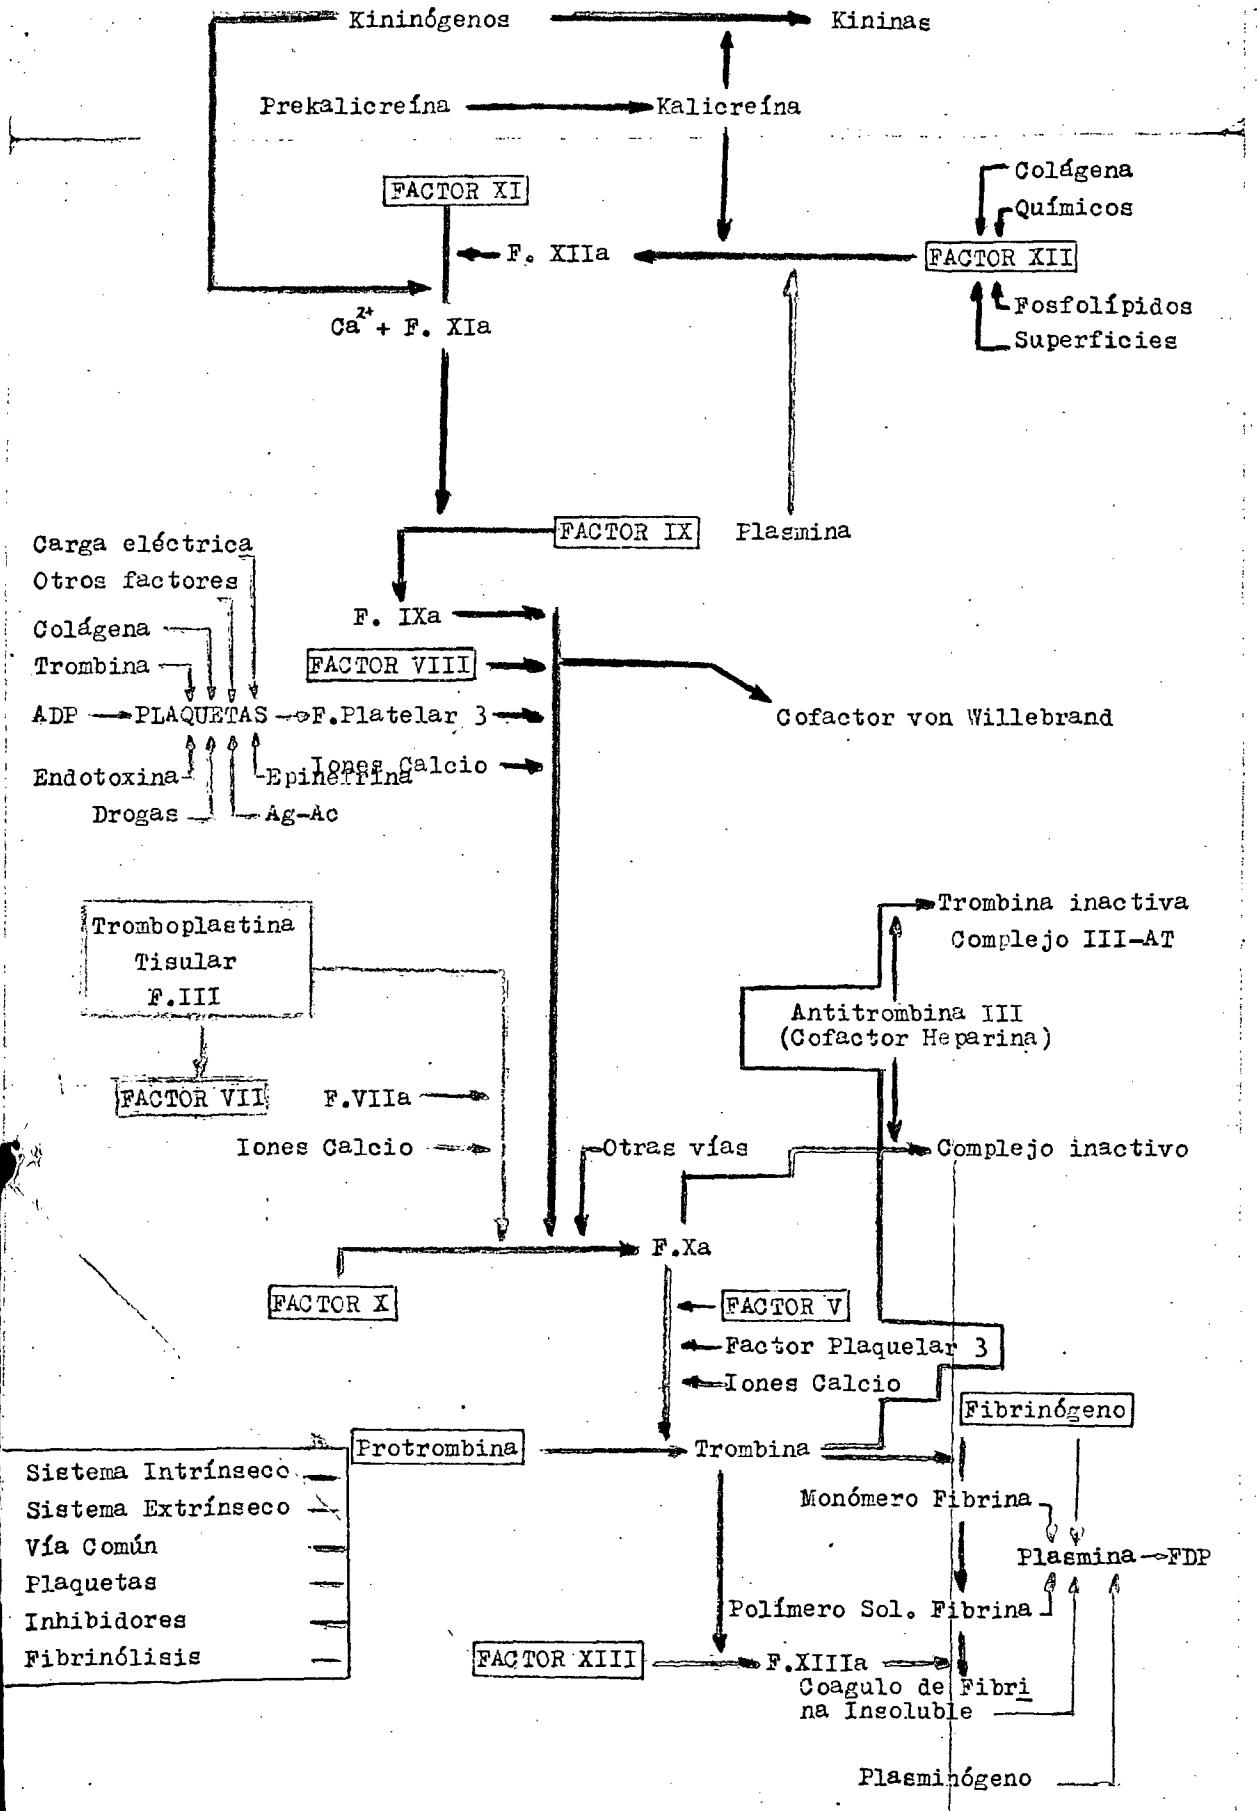 Kininógenos
Kininas
Prekalicreína
Kalicreína
FACTOR XI
Colágena
Químicos
F. XIIa
FACTOR XII
Fosfolípidos
Superficies
Ca2+ + F. XIa
FACTOR IX
Plasmina
Carga eléctrica
Otros factores
Colágena
Trombina
ADP
PLAQUETAS
F.Platelar 3
Endotoxina
Epinefrina
Drogas
Ag-Ac
F. IXa
FACTOR VIII
Cofactor von Willebrand
Iones Calcio
Tromboplastina
Tisular
F.III
FACTOR VII
F.VIIa
Iones Calcio
Otras vías
Trombina inactiva
Complejo III-AT
Antitrombina III
(Cofactor Heparina)
Complejo inactivo
F.Xa
FACTOR X
FACTOR V
Factor Plaquelar 3
Iones Calcio
Fibrinógeno
Protrombina
Trombina
Monómero Fibrina
Plasmina
FDP
Polímero Sol. Fibrina
FACTOR XIII
F.XIIIa
Coagulo de Fibri
na Insoluble
Plasminógeno
Sistema Intrínseco
Sistema Extrínseco
Vía Común
Plaquetas
Inhibidores
Fibrinólisis